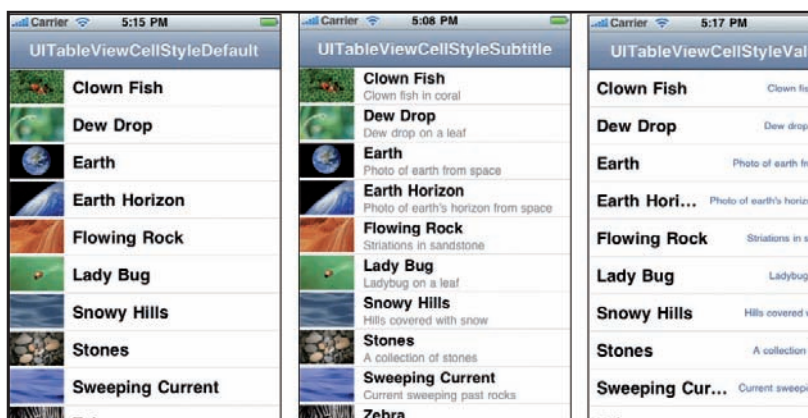 Carrier 5:15 PM
UITableViewCellStyleDefault
Clown Fish
Dew Drop
Earth
Earth Horizon
Flowing Rock
Lady Bug
Snowy Hills
Stones
Sweeping Current
Carrier 5:08 PM
UITableViewCellStyleSubtitle
Clown Fish
Clown fish in coral
Dew Drop
Dew drop on a leaf
Earth
Photo of earth from space
Earth Horizon
Photo of earth's horizon from space
Flowing Rock
Striations in sandstone
Lady Bug
Ladybug on a leaf
Snowy Hills
Hills covered with snow
Stones
A collection of stones
Sweeping Current
Current sweeping past rocks
Zebra
Carrier 5:17 PM
UITableViewCellStyleVal
Clown Fish Clown fis
Dew Drop Dew drop
Earth Photo of earth fr
Earth Hori... Photo of earth's horiz
Flowing Rock Striations in s
Lady Bug Ladybug
Snowy Hills Hills covered
Stones A collection
Sweeping Cur... Current sweepi